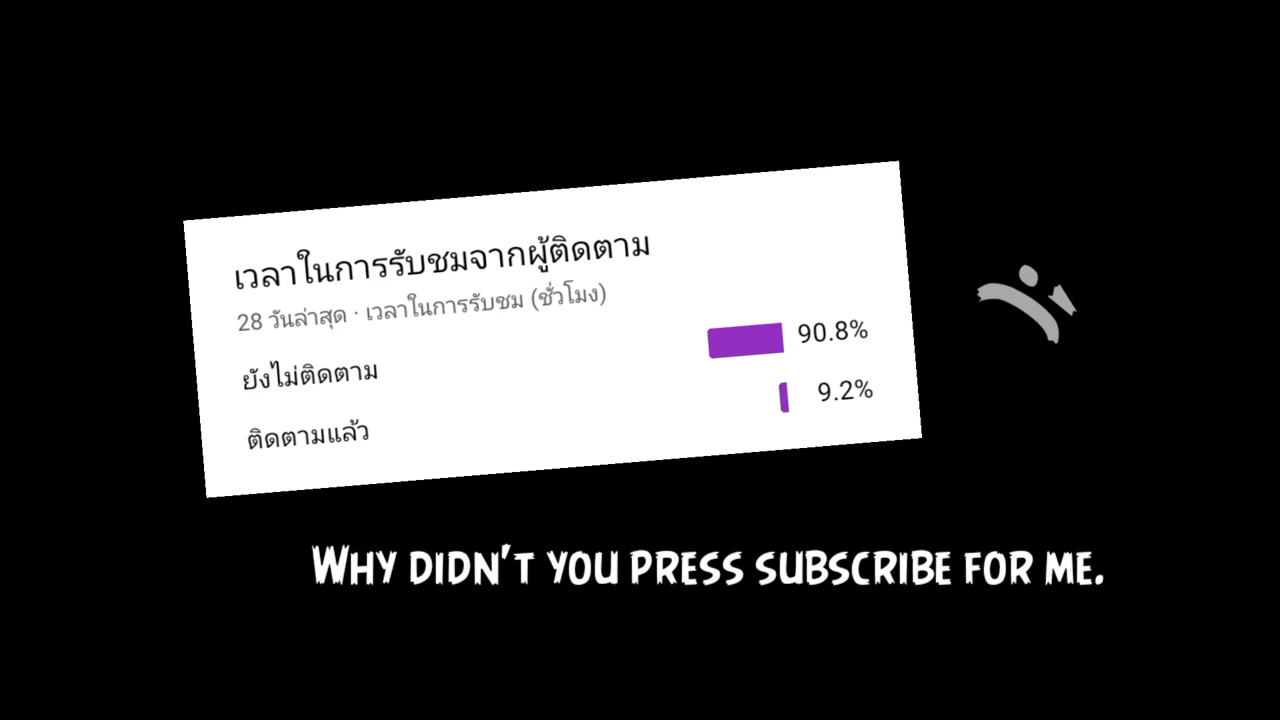 เวลาในการรับชมจากผู้ติดตาม
28 วันล่าสุด · เวลาในการรับชม (ชั่วโมง)
ยังไม่ติดตาม 90.8%
ติดตามแล้ว 9.2%
WHY DIDN'T YOU PRESS SUBSCRIBE FOR ME.